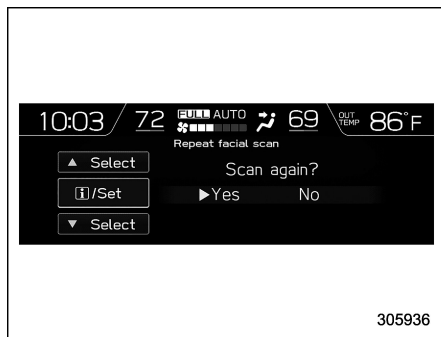 10:03 72 FULL AUTO 69 OUT TEMP 86°F
Repeat facial scan
▲ Select
Scan again?
i/Set
▶Yes No
▼ Select
305936